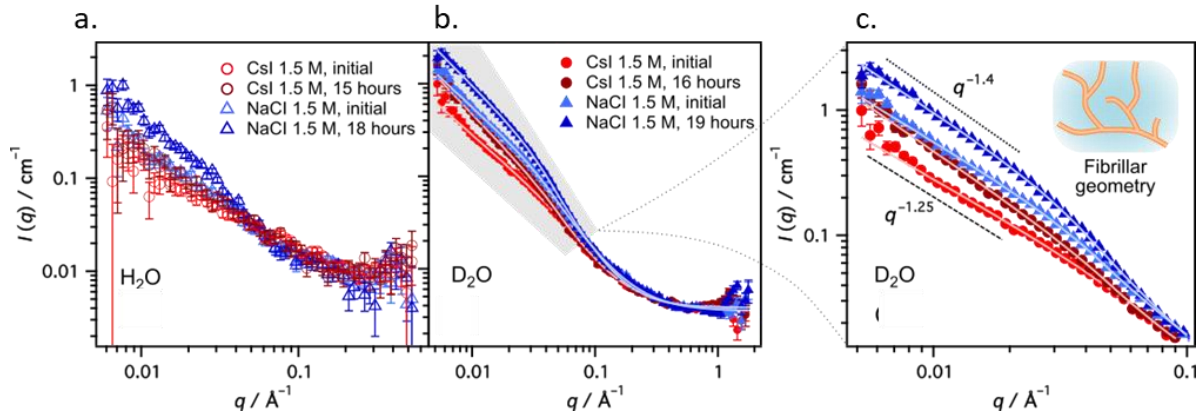 a.
I (q) / cm⁻¹
1
0.1
0.01
CsI 1.5 M, initial
CsI 1.5 M, 15 hours
NaCl 1.5 M, initial
NaCl 1.5 M, 18 hours
H₂O
0.01
0.1
q / Å⁻¹
b.
CsI 1.5 M, initial
CsI 1.5 M, 16 hours
NaCl 1.5 M, initial
NaCl 1.5 M, 19 hours
D₂O
0.01
0.1
1
q / Å⁻¹
c.
I (q) / cm⁻¹
1
0.1
q⁻¹·⁴
Fibrillar
geometry
q⁻¹·²⁵
D₂O
0.01
0.1
q / Å⁻¹